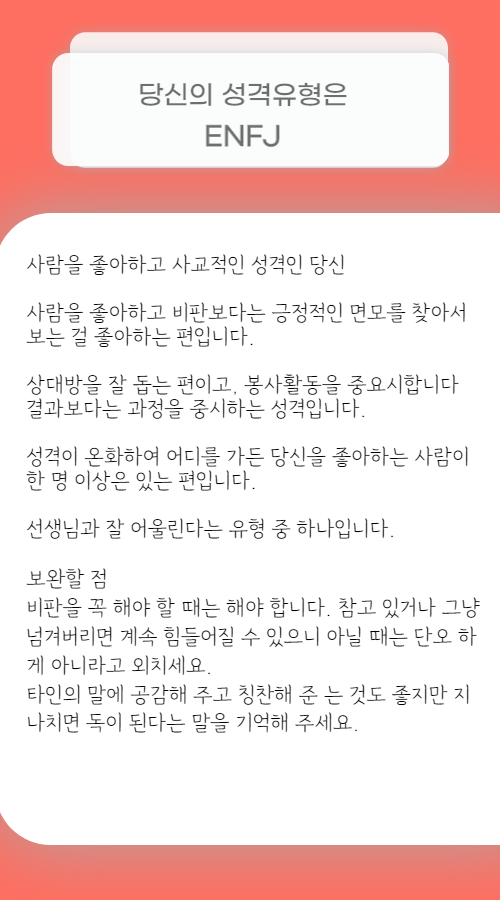 당신의 성격유형은
ENFJ
사람을 좋아하고 사교적인 성격인 당신
사람을 좋아하고 비판보다는 긍정적인 면모를 찾아서
보는 걸 좋아하는 편입니다.
상대방을 잘 돕는 편이고, 봉사활동을 중요시합니다
결과보다는 과정을 중시하는 성격입니다.
성격이 온화하여 어디를 가든 당신을 좋아하는 사람이
한 명 이상은 있는 편입니다.
선생님과 잘 어울린다는 유형 중 하나입니다.
보완할 점
비판을 꼭 해야 할 때는 해야 합니다. 참고 있거나 그냥
넘겨버리면 계속 힘들어질 수 있으니 아닐 때는 단오 하
게 아니라고 외치세요.
타인의 말에 공감해 주고 칭찬해 준 는 것도 좋지만 지
나치면 독이 된다는 말을 기억해 주세요.